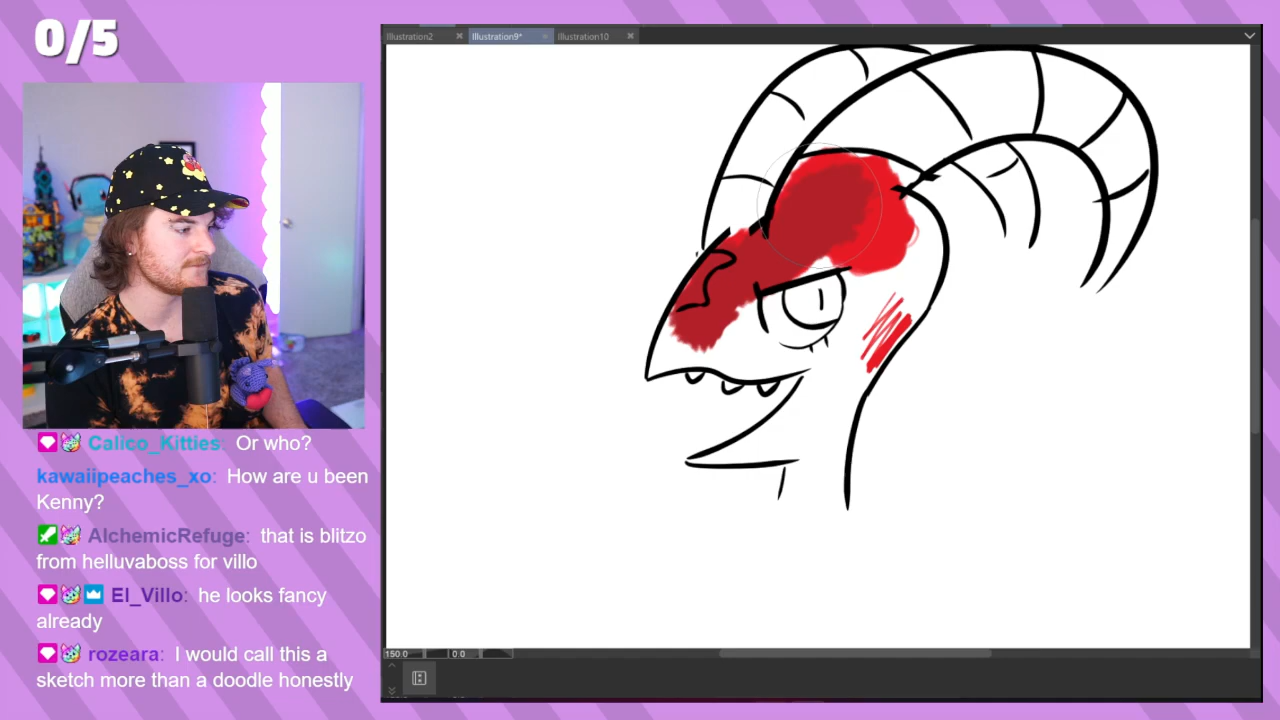 0/5
Illustration2
Illustration9*
Illustration10
Calico_Kitties: Or who?
kawaiipeaches_xo: How are u been
Kenny?
AlchemicRefuge: that is blitzo
from helluvaboss for villo
El_Villo: he looks fancy
already
rozeara: I would call this a
sketch more than a doodle honestly
150.0
0.0